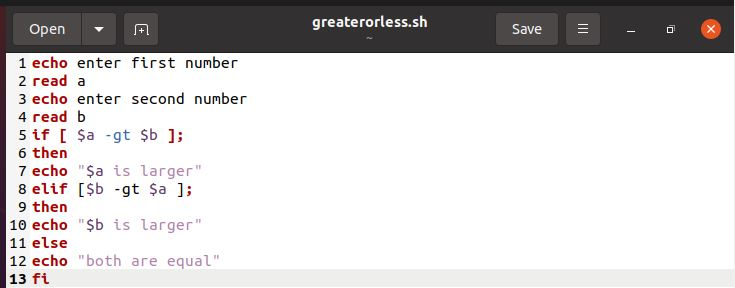 Open greaterorless.sh Save
~
1 echo enter first number
2 read a
3 echo enter second number
4 read b
5 if [ $a -gt $b ];
6 then
7 echo "$a is larger"
8 elif [$b -gt $a ];
9 then
10 echo "$b is larger"
11 else
12 echo "both are equal"
13 fi